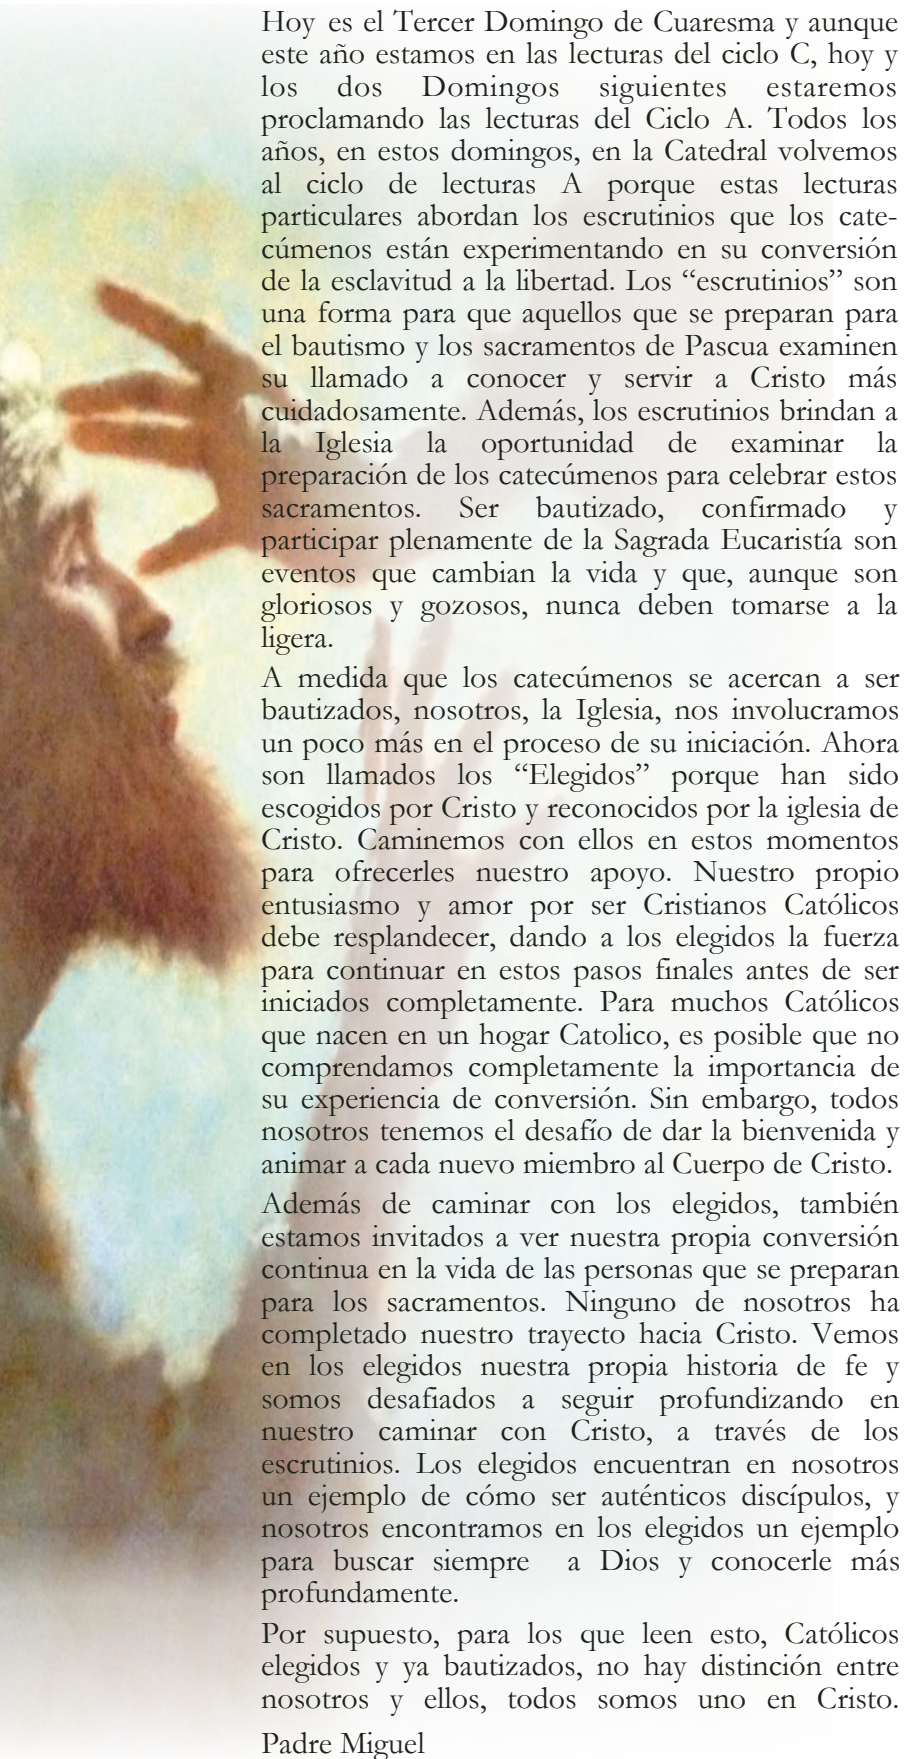 Hoy es el Tercer Domingo de Cuaresma y aunque
este año estamos en las lecturas del ciclo C, hoy y
los dos Domingos siguientes estaremos
proclamando las lecturas del Ciclo A. Todos los
años, en estos domingos, en la Catedral volvemos
al ciclo de lecturas A porque estas lecturas
particulares abordan los escrutinios que los cate-
cúmenos están experimentando en su conversión
de la esclavitud a la libertad. Los “escrutinios” son
una forma para que aquellos que se preparan para
el bautismo y los sacramentos de Pascua examinen
su llamado a conocer y servir a Cristo más
cuidadosamente. Además, los escrutinios brindan a
la Iglesia la oportunidad de examinar la
preparación de los catecúmenos para celebrar estos
sacramentos. Ser bautizado, confirmado y
participar plenamente de la Sagrada Eucaristía son
eventos que cambian la vida y que, aunque son
gloriosos y gozosos, nunca deben tomarse a la
ligera.
A medida que los catecúmenos se acercan a ser
bautizados, nosotros, la Iglesia, nos involucramos
un poco más en el proceso de su iniciación. Ahora
son llamados los “Elegidos” porque han sido
escogidos por Cristo y reconocidos por la iglesia de
Cristo. Caminemos con ellos en estos momentos
para ofrecerles nuestro apoyo. Nuestro propio
entusiasmo y amor por ser Cristianos Católicos
debe resplandecer, dando a los elegidos la fuerza
para continuar en estos pasos finales antes de ser
iniciados completamente. Para muchos Católicos
que nacen en un hogar Catolico, es posible que no
comprendamos completamente la importancia de
su experiencia de conversión. Sin embargo, todos
nosotros tenemos el desafío de dar la bienvenida y
animar a cada nuevo miembro al Cuerpo de Cristo.
Además de caminar con los elegidos, también
estamos invitados a ver nuestra propia conversión
continua en la vida de las personas que se preparan
para los sacramentos. Ninguno de nosotros ha
completado nuestro trayecto hacia Cristo. Vemos
en los elegidos nuestra propia historia de fe y
somos desafiados a seguir profundizando en
nuestro caminar con Cristo, a través de los
escrutinios. Los elegidos encuentran en nosotros
un ejemplo de cómo ser auténticos discípulos, y
nosotros encontramos en los elegidos un ejemplo
para buscar siempre a Dios y conocerle más
profundamente.
Por supuesto, para los que leen esto, Católicos
elegidos y ya bautizados, no hay distinción entre
nosotros y ellos, todos somos uno en Cristo.
Padre Miguel